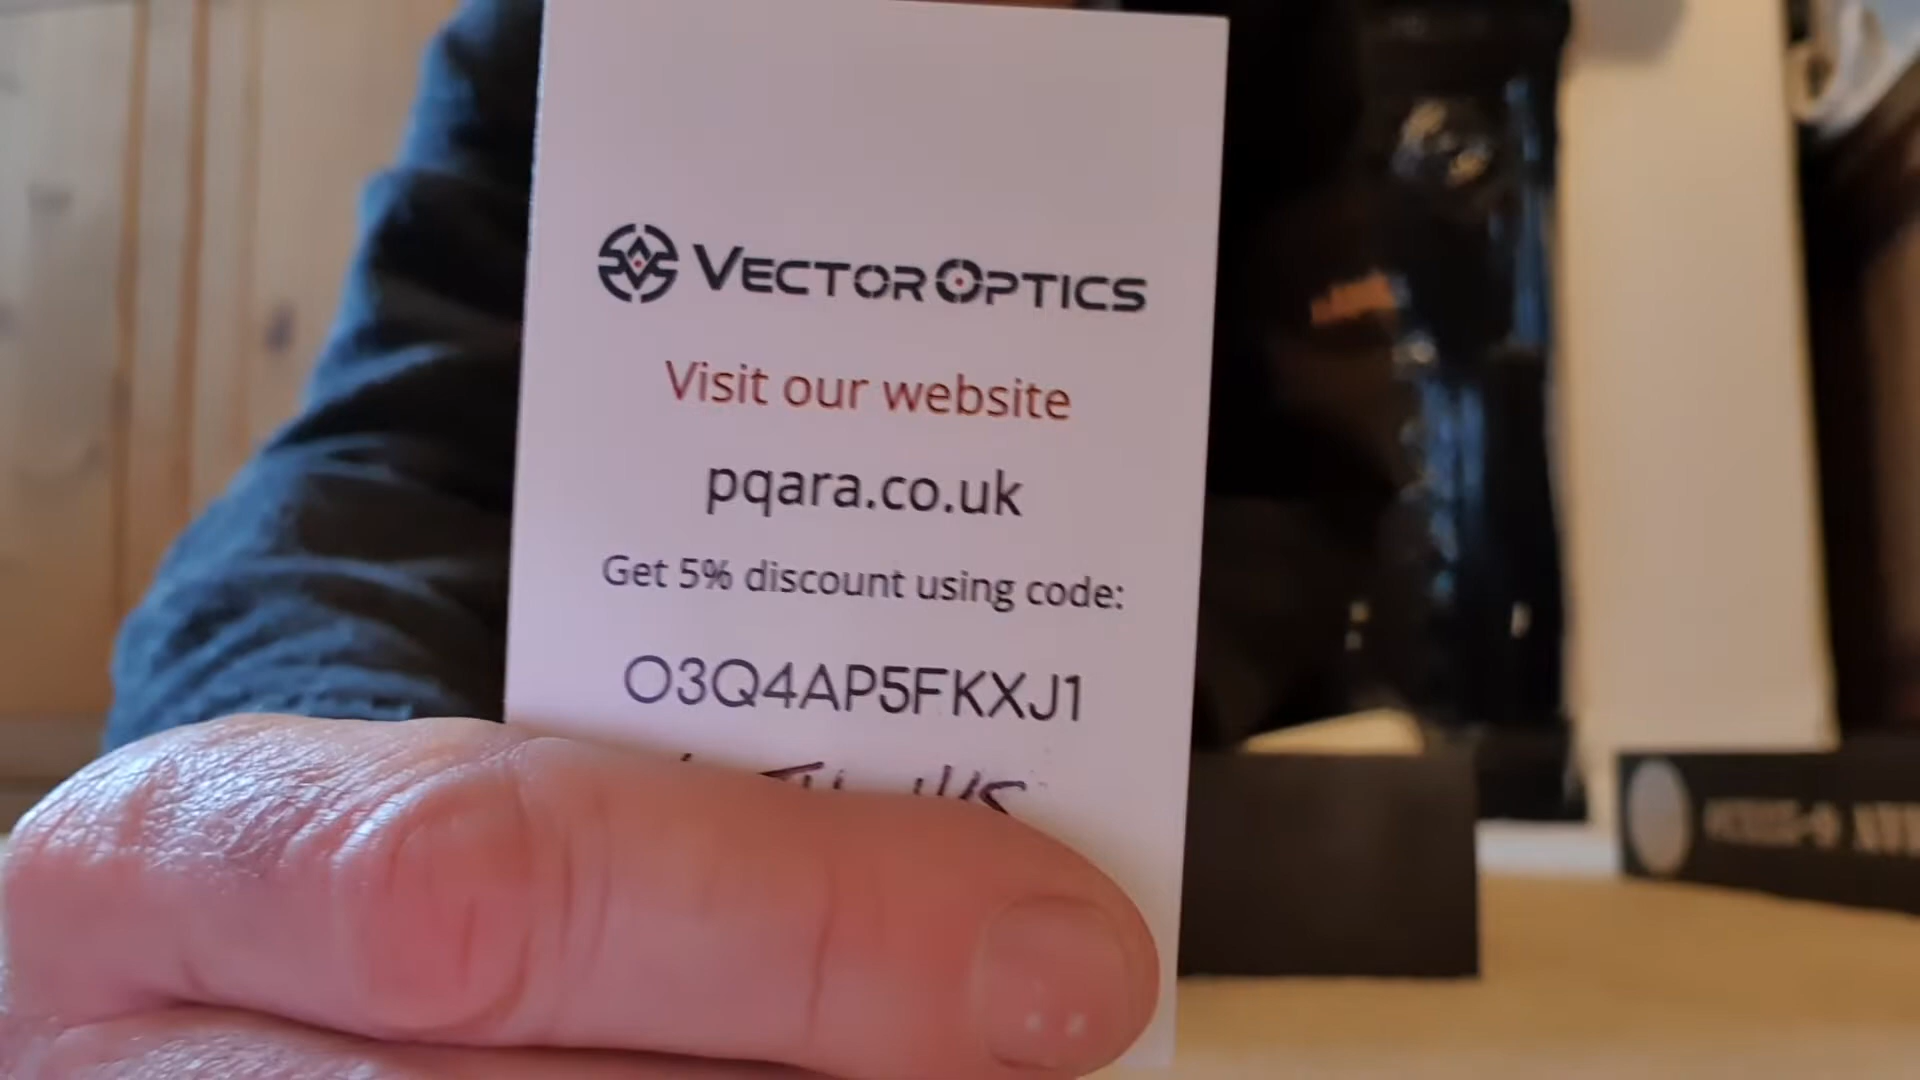 VECTOR OPTICS
Visit our website
pqara.co.uk
Get 5% discount using code:
O3Q4AP5FKXJ1